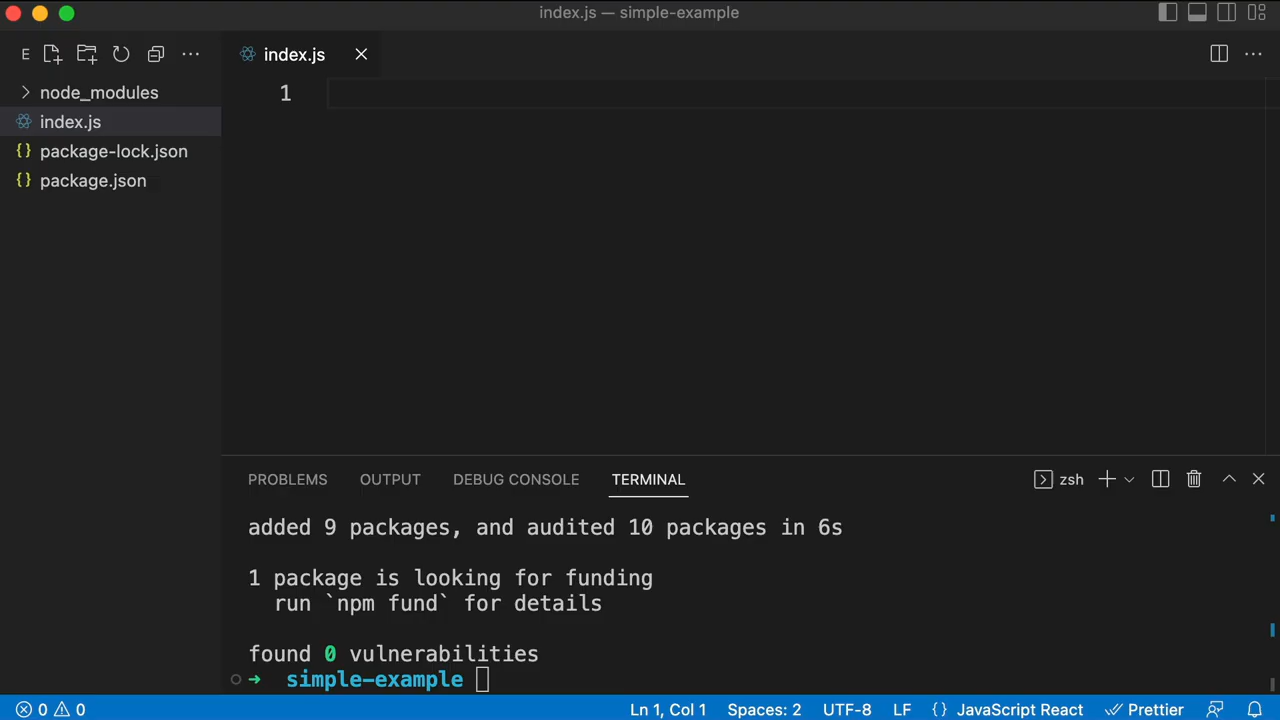 index.js — simple-example
E
index.js
node_modules
index.js
package-lock.json
package.json
1
PROBLEMS OUTPUT DEBUG CONSOLE TERMINAL
zsh
added 9 packages, and audited 10 packages in 6s
1 package is looking for funding
run `npm fund` for details
found 0 vulnerabilities
➜ simple-example
0 0 Ln 1, Col 1 Spaces: 2 UTF-8 LF {} JavaScript React Prettier